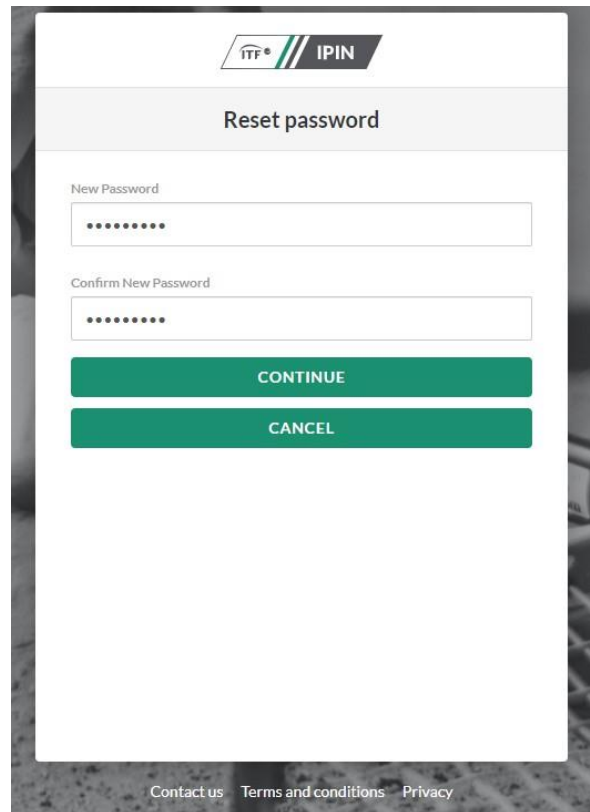 ITF® IPIN
Reset password
New Password
•••••••••
Confirm New Password
•••••••••
CONTINUE
CANCEL
Contact us Terms and conditions Privacy